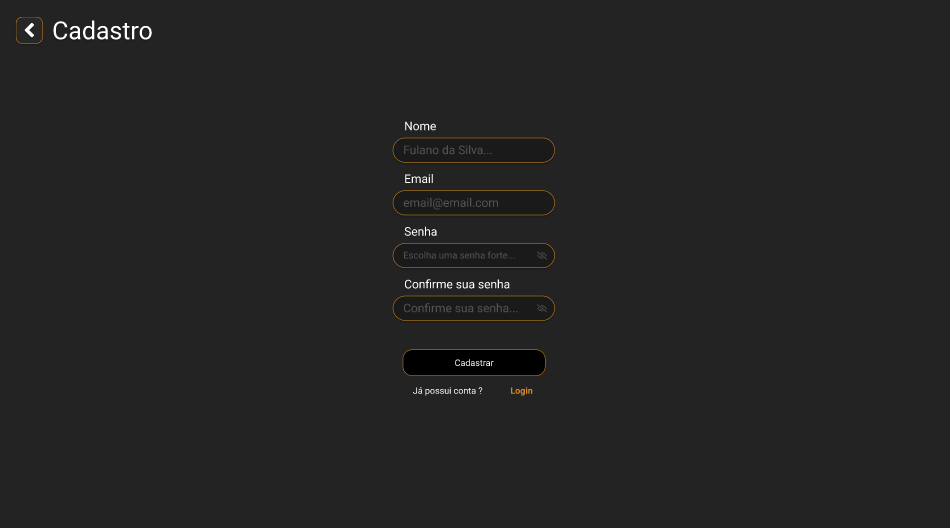 Cadastro
Nome
Fulano da Silva...
Email
email@email.com
Senha
Escolha uma senha forte...
Confirme sua senha
Confirme sua senha...
Cadastrar
Já possui conta ? Login